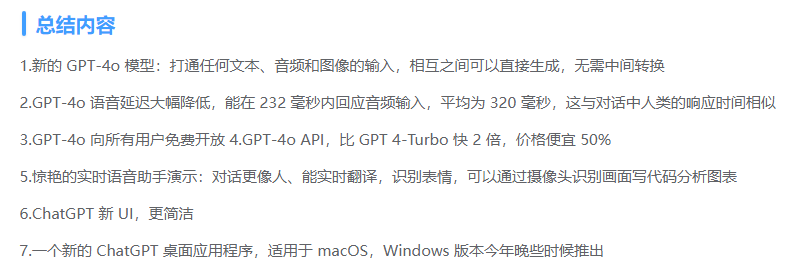 总结内容
1.新的 GPT-4o 模型：打通任何文本、音频和图像的输入，相互之间可以直接生成，无需中间转换
2.GPT-4o 语音延迟大幅降低，能在 232 毫秒内回应音频输入，平均为 320 毫秒，这与对话中人类的响应时间相似
3.GPT-4o 向所有用户免费开放 4.GPT-4o API，比 GPT 4-Turbo 快 2 倍，价格便宜 50%
5.惊艳的实时语音助手演示：对话更像人、能实时翻译，识别表情，可以通过摄像头识别画面写代码分析图表
6.ChatGPT 新 UI，更简洁
7.一个新的 ChatGPT 桌面应用程序，适用于 macOS，Windows 版本今年晚些时候推出